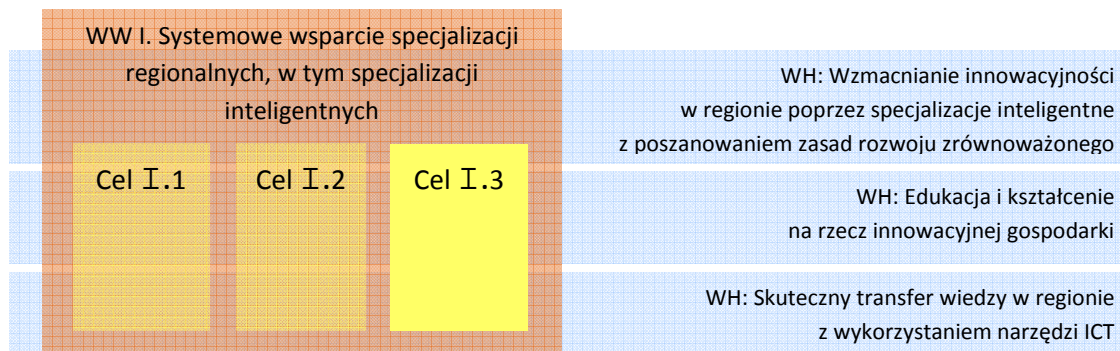 WW I. Systemowe wsparcie specjalizacji
regionalnych, w tym specjalizacji
inteligentnych
Cel I.1
Cel I.2
Cel I.3
WH: Wzmacnianie innowacyjności
w regionie poprzez specjalizacje inteligentne
z poszanowaniem zasad rozwoju zrównoważonego
WH: Edukacja i kształcenie
na rzecz innowacyjnej gospodarki
WH: Skuteczny transfer wiedzy w regionie
z wykorzystaniem narzędzi ICT